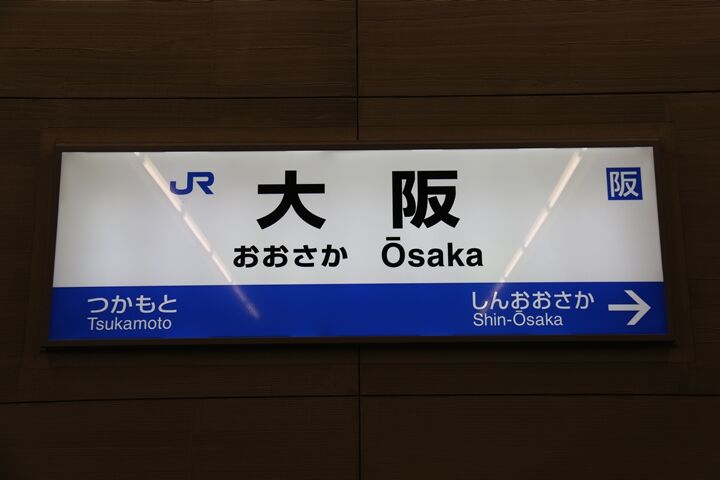 JR 大阪 阪
おおさか Ōsaka
つかもと しんおおさか →
Tsukamoto Shin-Ōsaka